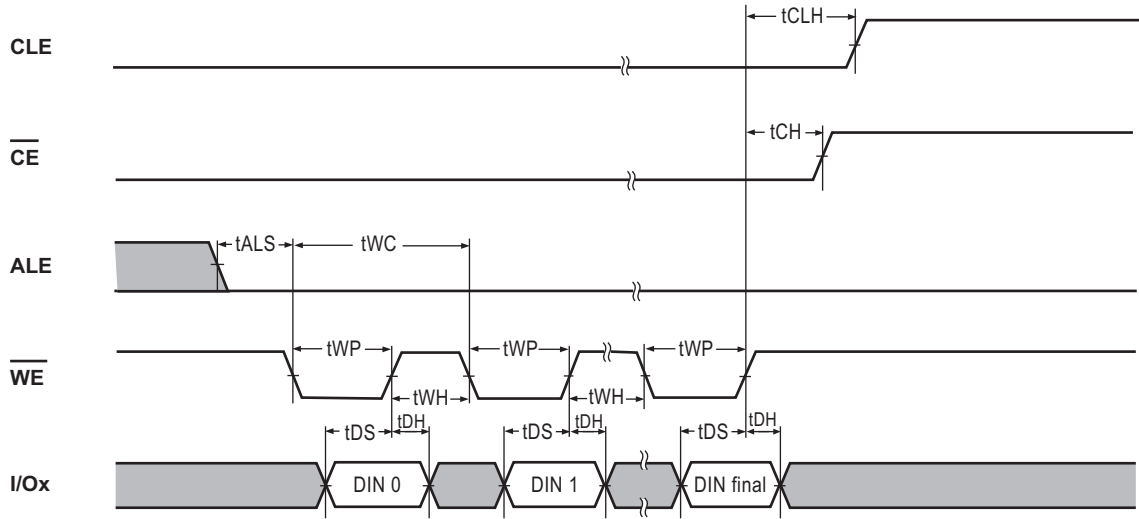 CLE
tCLH
CE
tCH
ALE
tALS
tWC
WE
tWP
tWP
tWP
tWH
tWH
tDS
tDH
tDS
tDH
tDS
tDH
I/Ox
DIN 0
DIN 1
DIN final